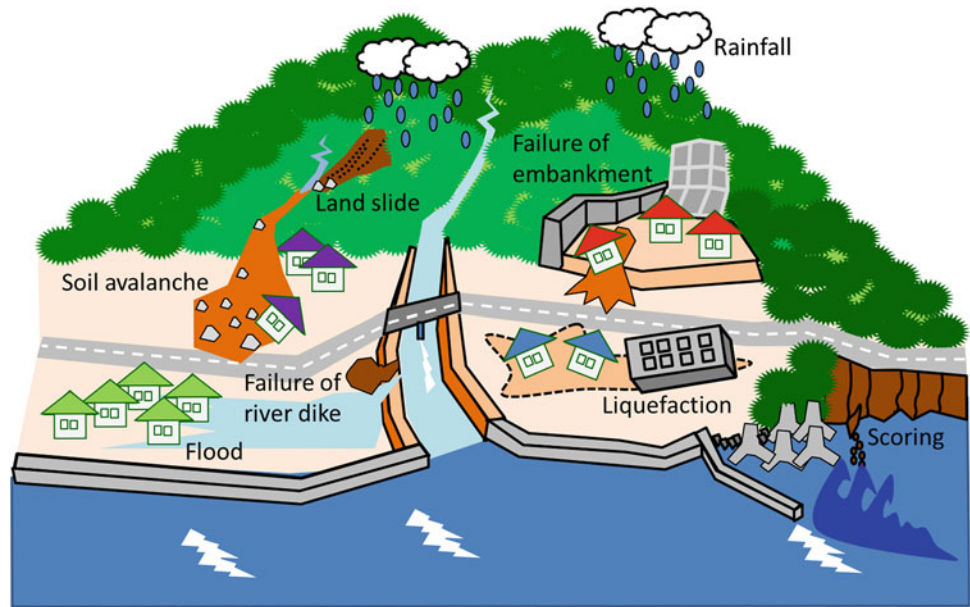 Rainfall
Failure of
embankment
Land slide
Soil avalanche
Failure of
river dike
Liquefaction
Scoring
Flood